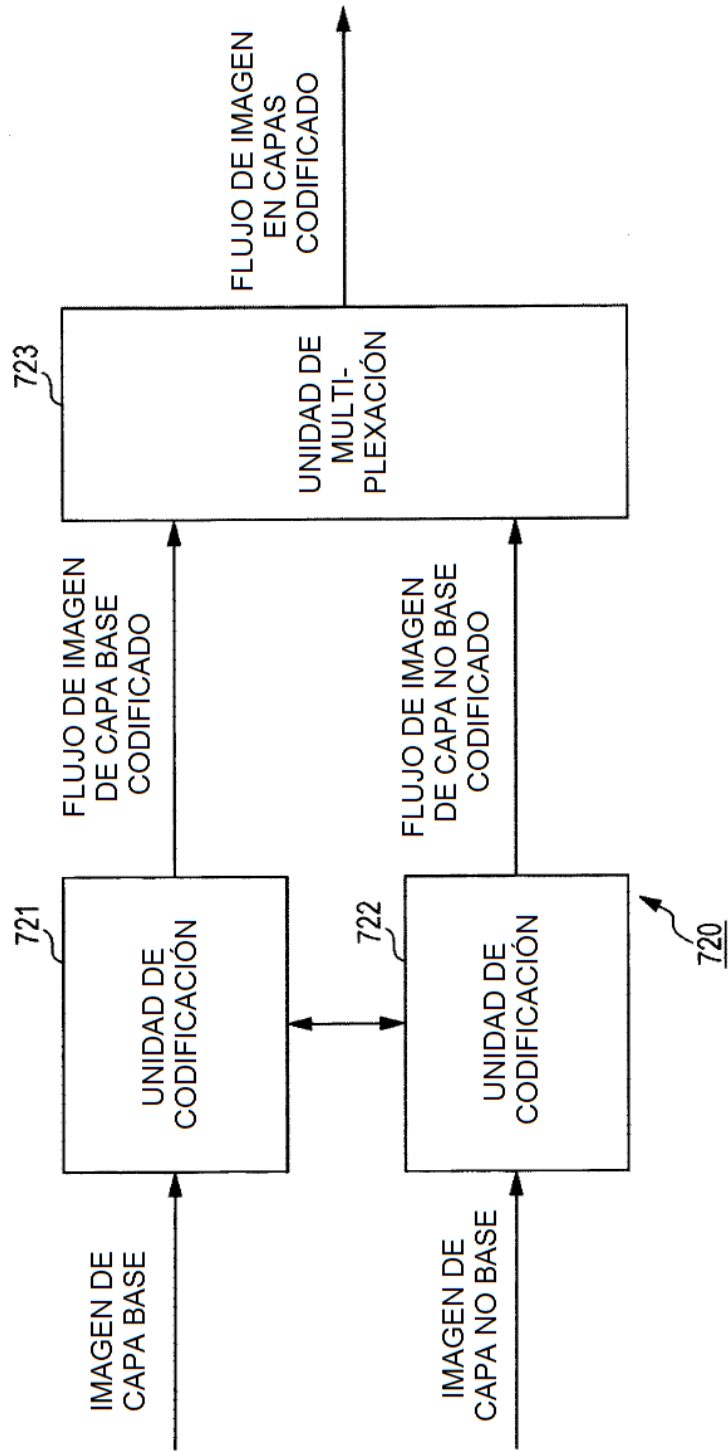 IMAGEN DE
CAPA BASE
721
UNIDAD DE
CODIFICACIÓN
FLUJO DE IMAGEN
DE CAPA BASE
CODIFICADO
723
UNIDAD DE
MULTI-
PLEXACIÓN
FLUJO DE IMAGEN
EN CAPAS
CODIFICADO
IMAGEN DE
CAPA NO BASE
722
UNIDAD DE
CODIFICACIÓN
FLUJO DE IMAGEN
DE CAPA NO BASE
CODIFICADO
720